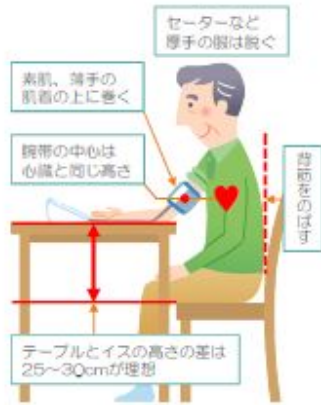 セーターなど
厚手の服は脱ぐ
素肌、薄手の
肌着の上に巻く
腕帯の中心は
心臓と同じ高さ
背筋をのばす
テーブルとイスの高さの差は
25～30cmが理想